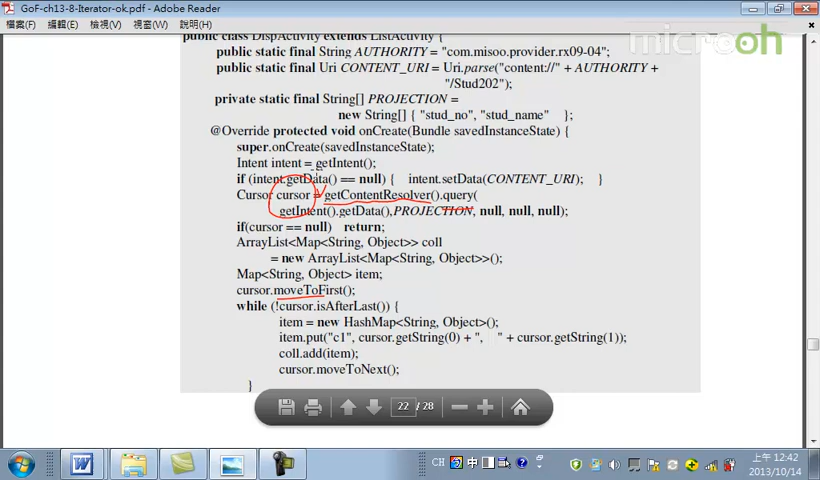 GoF-ch13-8-Iterator-ok.pdf - Adobe Reader
檔案(F) 編輯(E) 檢視(V) 視窗(W) 說明(H)
microoh
public class DispActivity extends ListActivity {
public static final String AUTHORITY = "com.misoo.provider.rx09-04";
public static final Uri CONTENT_URI = Uri.parse("content://" + AUTHORITY +
"/Stud202");
private static final String[] PROJECTION =
new String[] { "stud_no", "stud_name" };
@Override protected void onCreate(Bundle savedInstanceState) {
super.onCreate(savedInstanceState);
Intent intent = getIntent();
if (intent.getData() == null) { intent.setData(CONTENT_URI); }
Cursor cursor = getContentResolver().query(
getIntent().getData(),PROJECTION, null, null, null);
if(cursor == null) return;
ArrayList<Map<String, Object>> coll
= new ArrayList<Map<String, Object>>();
Map<String, Object> item;
cursor.moveToFirst();
while (!cursor.isAfterLast()) {
item = new HashMap<String, Object>();
item.put("c1", cursor.getString(0) + ", " + cursor.getString(1));
coll.add(item);
cursor.moveToNext();
}
22 / 28
CH 中
上午 12:42
2013/10/14